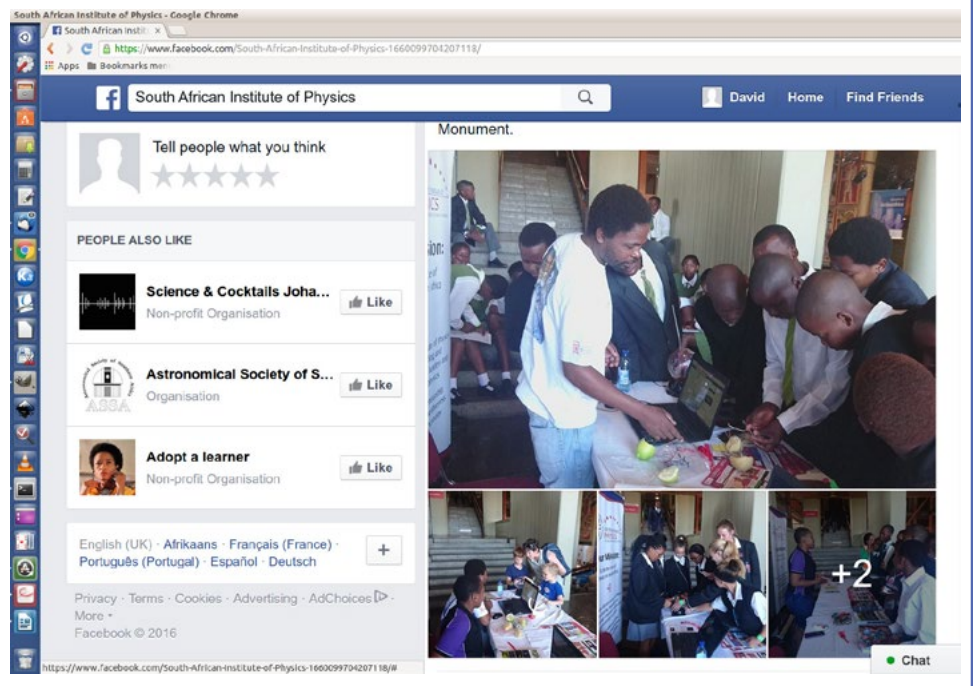 South African Institute of Physics - Google Chrome
South African Insti
https://www.facebook.com/South-African-Institute-of-Physics-1660099704207118/
Apps Bookmarks men
South African Institute of Physics
David Home Find Friends
Tell people what you think
PEOPLE ALSO LIKE
Science & Cocktails Joha...
Non-profit Organisation
Like
Astronomical Society of S...
Organisation
Like
ASSA
Adopt a learner
Non-profit Organisation
Like
English (UK) · Afrikaans · Français (France) ·
Português (Portugal) · Español · Deutsch
+
Privacy · Terms · Cookies · Advertising · AdChoices ·
More
Facebook © 2016
https://www.facebook.com/South-African-Institute-of-Physics-1660099704207118/#
Monument.
+2
Chat